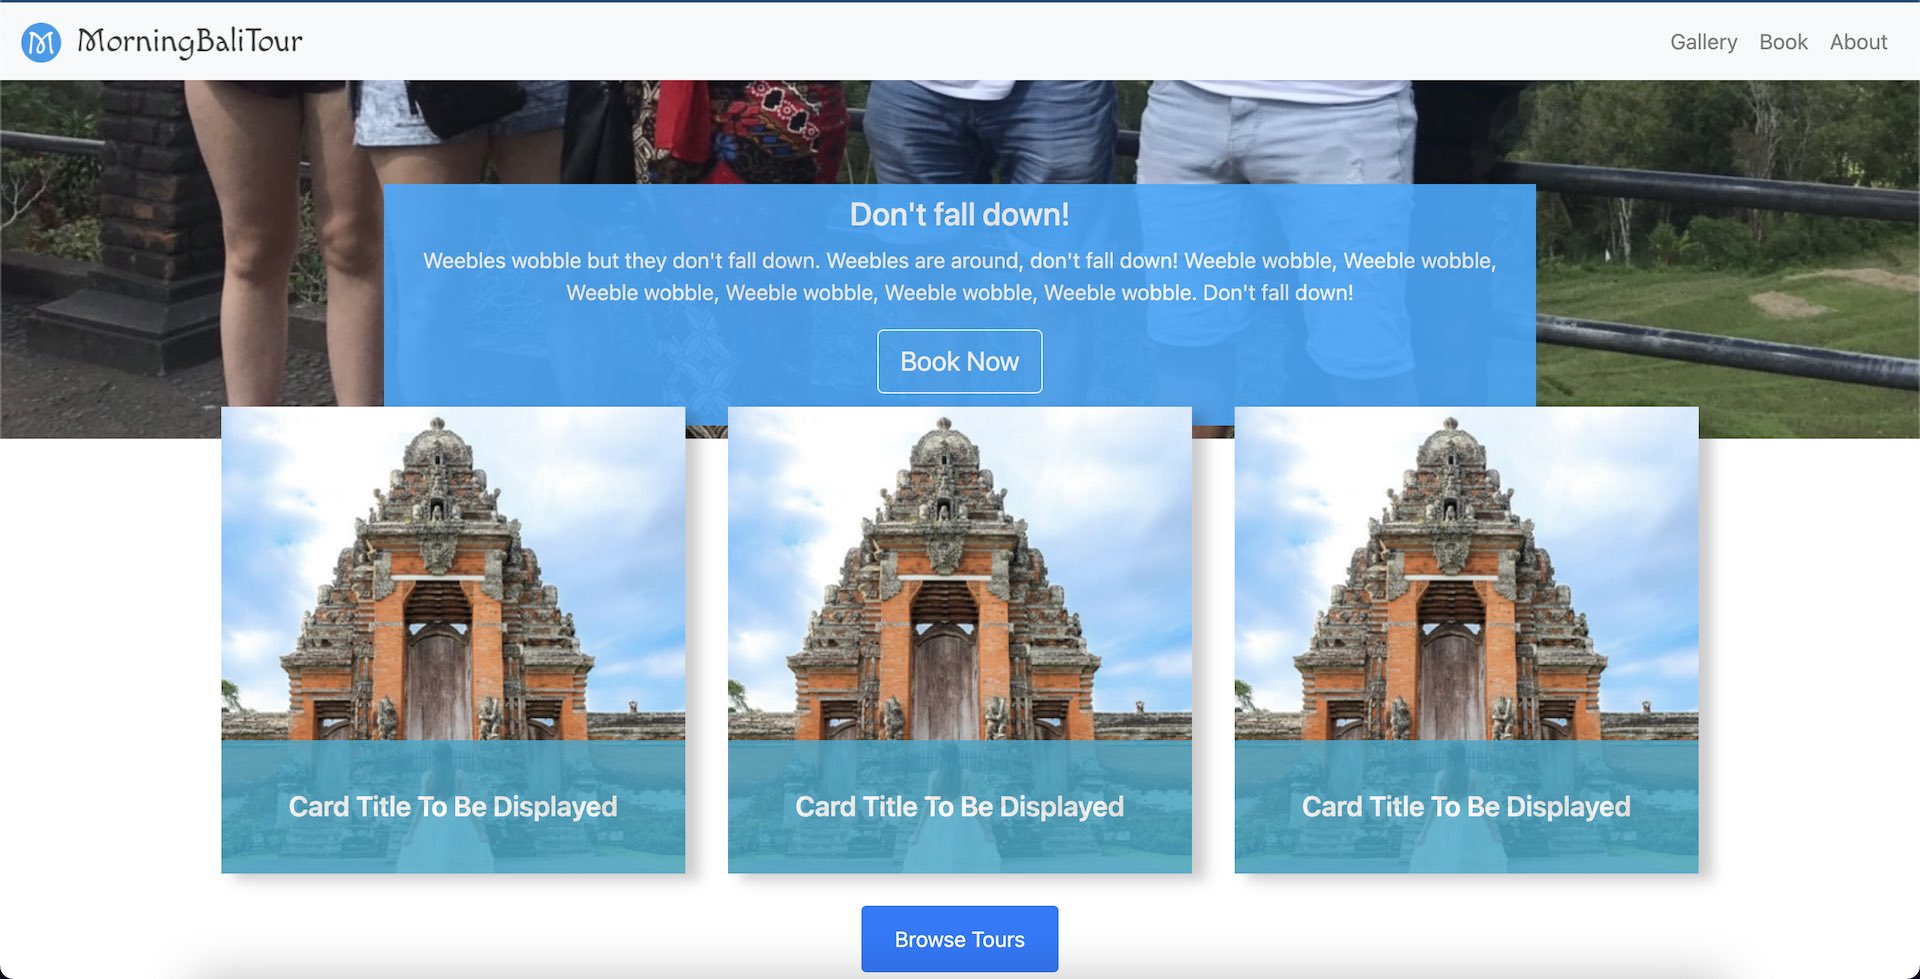 M MorningBaliTour
Gallery Book About
Don't fall down!
Weebles wobble but they don't fall down. Weebles are around, don't fall down! Weeble wobble, Weeble wobble,
Weeble wobble, Weeble wobble, Weeble wobble, Weeble wobble. Don't fall down!
Book Now
Card Title To Be Displayed
Card Title To Be Displayed
Card Title To Be Displayed
Browse Tours